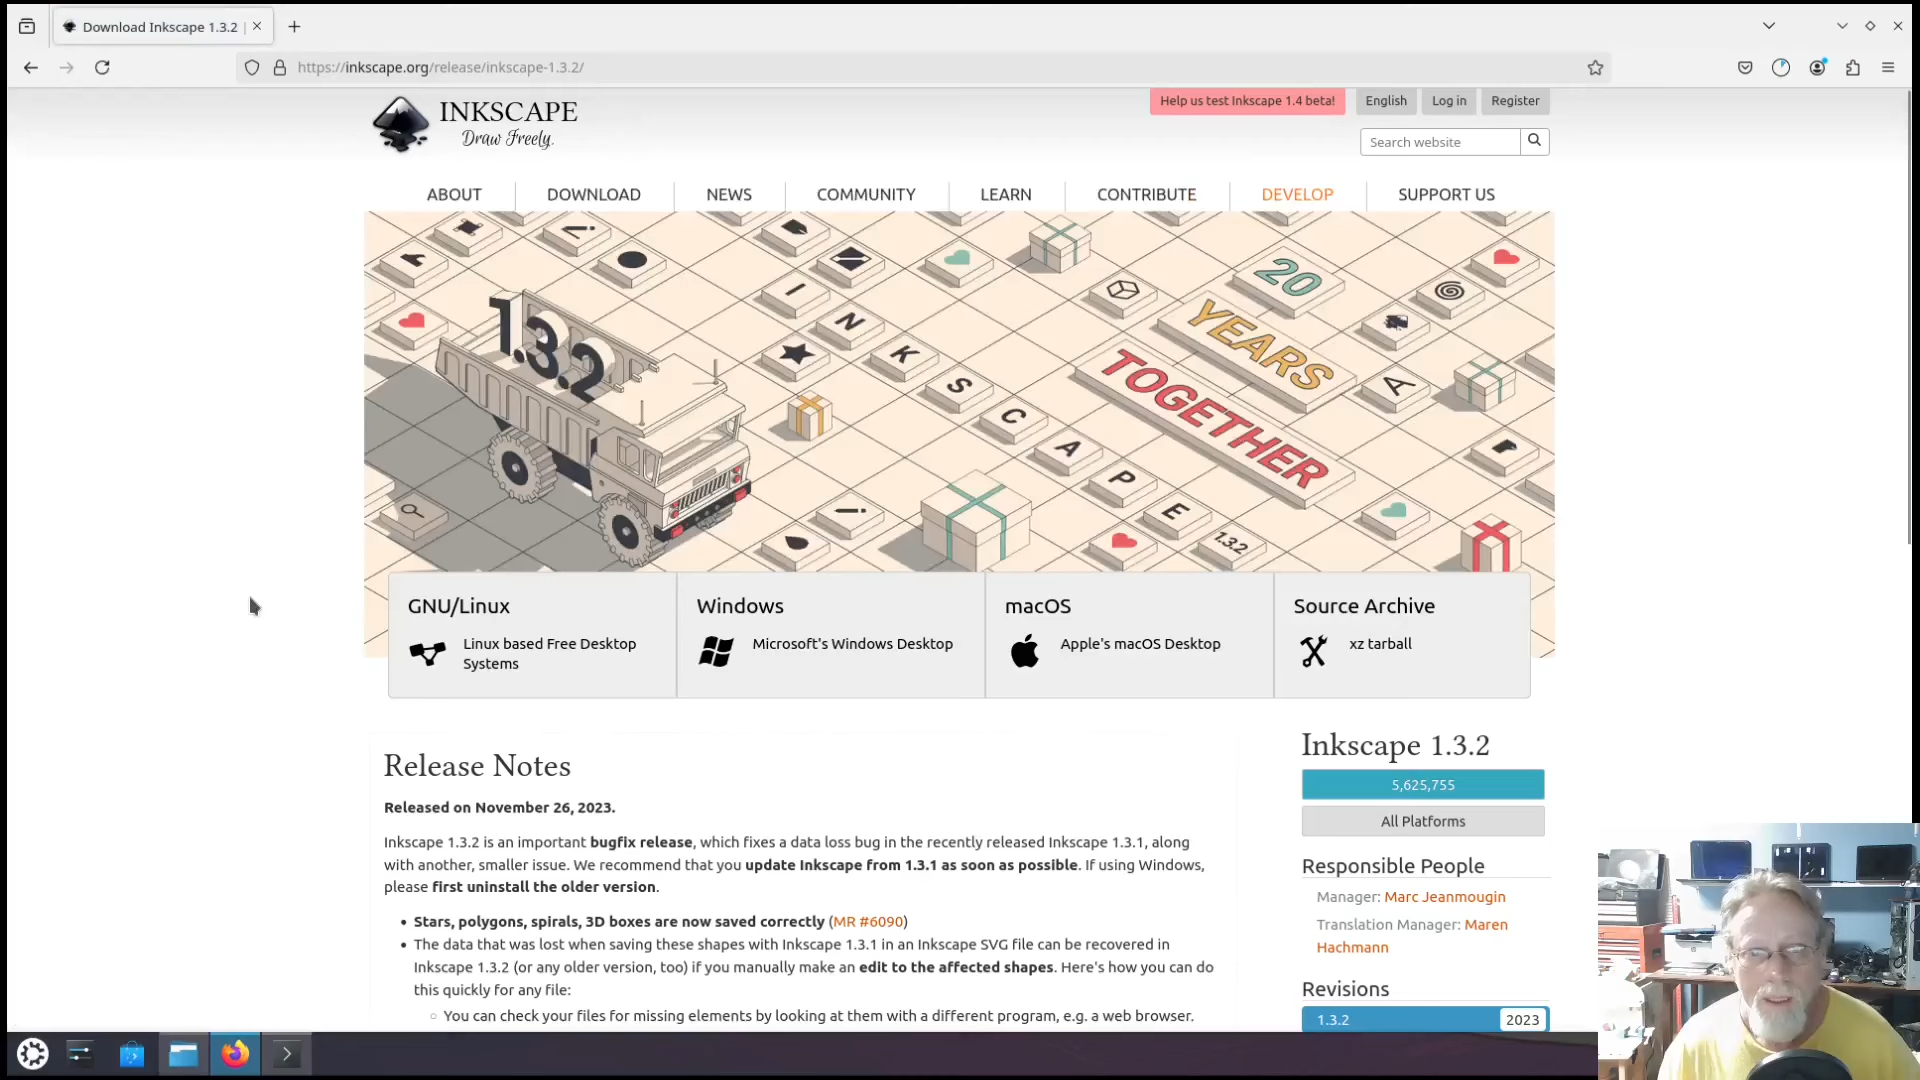 Download Inkscape 1.3.2 |
https://inkscape.org/release/inkscape-1.3.2/
INKSCAPE
Draw Freely.
Help us test Inkscape 1.4 beta!
English
Log in
Register
Search website
ABOUT
DOWNLOAD
NEWS
COMMUNITY
LEARN
CONTRIBUTE
DEVELOP
SUPPORT US
1.3.2
INKSCAPE
1.3.2
20
YEARS
TOGETHER
A
GNU/Linux
Linux based Free Desktop
Systems
Windows
Microsoft's Windows Desktop
macOS
Apple's macOS Desktop
Source Archive
xz tarball
Release Notes
Released on November 26, 2023.
Inkscape 1.3.2 is an important bugfix release, which fixes a data loss bug in the recently released Inkscape 1.3.1, along
with another, smaller issue. We recommend that you update Inkscape from 1.3.1 as soon as possible. If using Windows,
please first uninstall the older version.
• Stars, polygons, spirals, 3D boxes are now saved correctly (MR #6090)
• The data that was lost when saving these shapes with Inkscape 1.3.1 in an Inkscape SVG file can be recovered in
Inkscape 1.3.2 (or any older version, too) if you manually make an edit to the affected shapes. Here's how you can do
this quickly for any file:
○ You can check your files for missing elements by looking at them with a different program, e.g. a web browser.
Inkscape 1.3.2
5,625,755
All Platforms
Responsible People
Manager: Marc Jeanmougin
Translation Manager: Maren
Hachmann
Revisions
1.3.2
2023